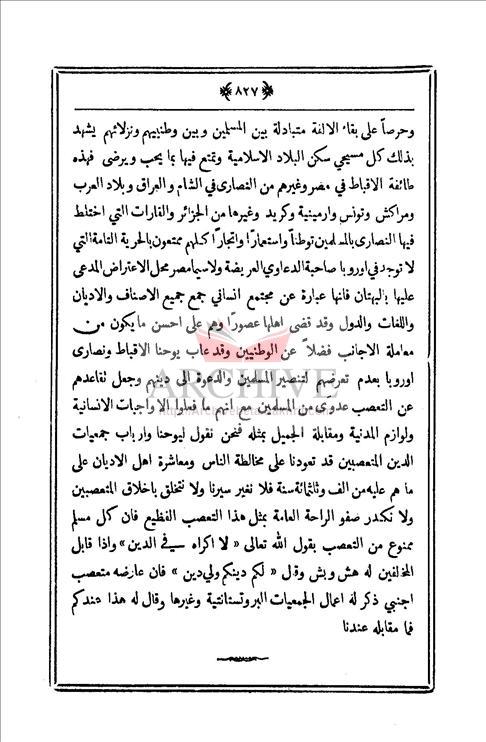 ﴿٨٢٧﴾
وحرصاً على بقاء الالفة متبادلة بين المسلمين وبين وطنييهم ونزلائهم يشهد
بذلك كل مسيحي سكن البلاد الاسلامية وتمتع فيها بما يحب ويرضى فهذه
طائفة الاقباط في مصر وغيرهم من النصارى في الشام والعراق وبلاد العرب
ومراكش وتونس وارمينية وكريد وغيرها من الجزائر والقارات التي اختلط
فيها النصارى بالمسلمين توطناً واستعماراً واتجاراً كلهم ممتعون بالحرية التامة التي
لا توجد في اوروبا صاحبة الدعاوي العريضة ولا سيما مصر محل الاعتراض المدعى
عليها بالبهتان فانها عبارة عن مجتمع انساني جمع جميع الاصناف والاديان
واللغات والدول وقد قضى اهلها عصوراً وهم على احسن ما يكون من
معاملة الاجانب فضلاً عن الوطنيين وقد عاب يوحنا الاقباط ونصارى
اوروبا بعدم تعرضهم لتنصير المسلمين والدعوة الى دينهم وجعل تقاعدهم
عن التعصب عدوى من المسلمين مع انهم ما فعلوا الا واجبات الانسانية
ولوازم المدنية ومقابلة الجميل بمثله فنحن نقول ليوحنا وارباب جمعيات
الدين المتعصبين قد تعودنا على مخالطة الناس ومعاشرة اهل الاديان على
ما هم عليه من الف وثلثمائة سنة فلا نغير سيرنا ولا نتخلق باخلاق المتعصبين
ولا نكدر صفو الراحة العامة بمثل هذا التعصب الفظيع فان كل مسلم
ممنوع من التعصب بقول الله تعالى « لا اكراه في الدين » واذا قابل
المخالفين له هش وبش وقال « لكم دينكم ولي دين » فان عارضه متعصب
اجنبي ذكر له اعمال الجمعيات البروتستانتية وغيرها وقال له هذا عندكم
فما مقابله عندنا
ARCHIVE